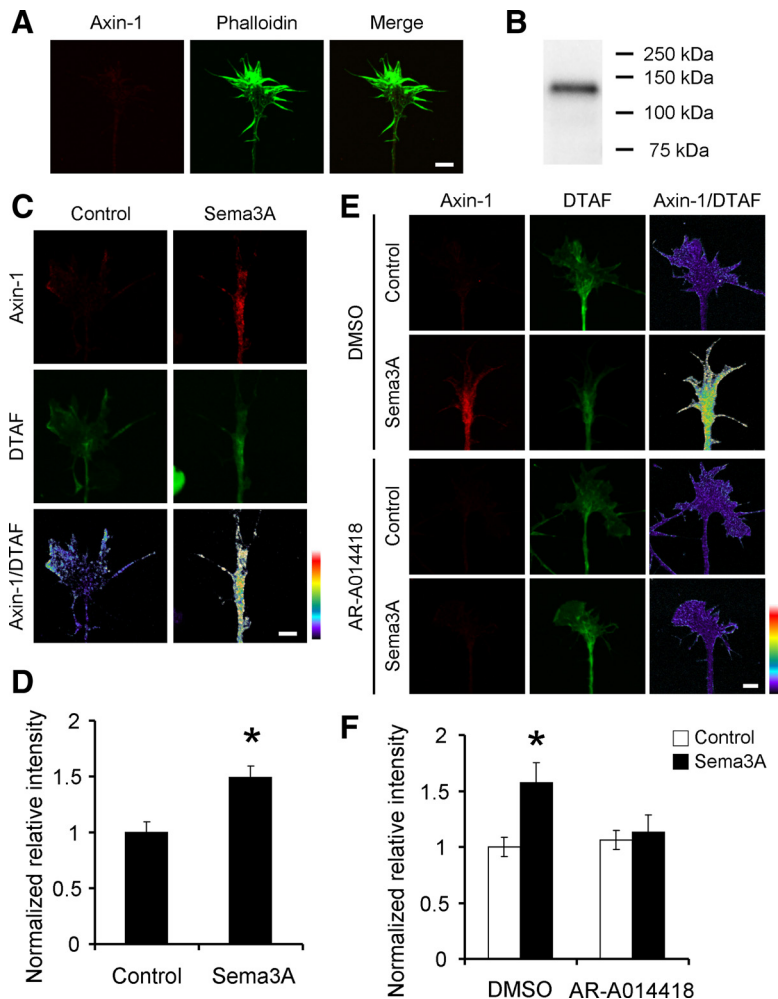 A
Axin-1 Phalloidin Merge
B
250 kDa
150 kDa
100 kDa
75 kDa
C
Control Sema3A
Axin-1
DTAF
Axin-1/DTAF
D
Normalized relative intensity
2
1.5
1
0.5
0
Control Sema3A
E
Axin-1 DTAF Axin-1/DTAF
DMSO
Control
Sema3A
AR-A014418
Control
Sema3A
F
Normalized relative intensity
2
1.5
1
0.5
0
*
*
Control
Sema3A
DMSO AR-A014418